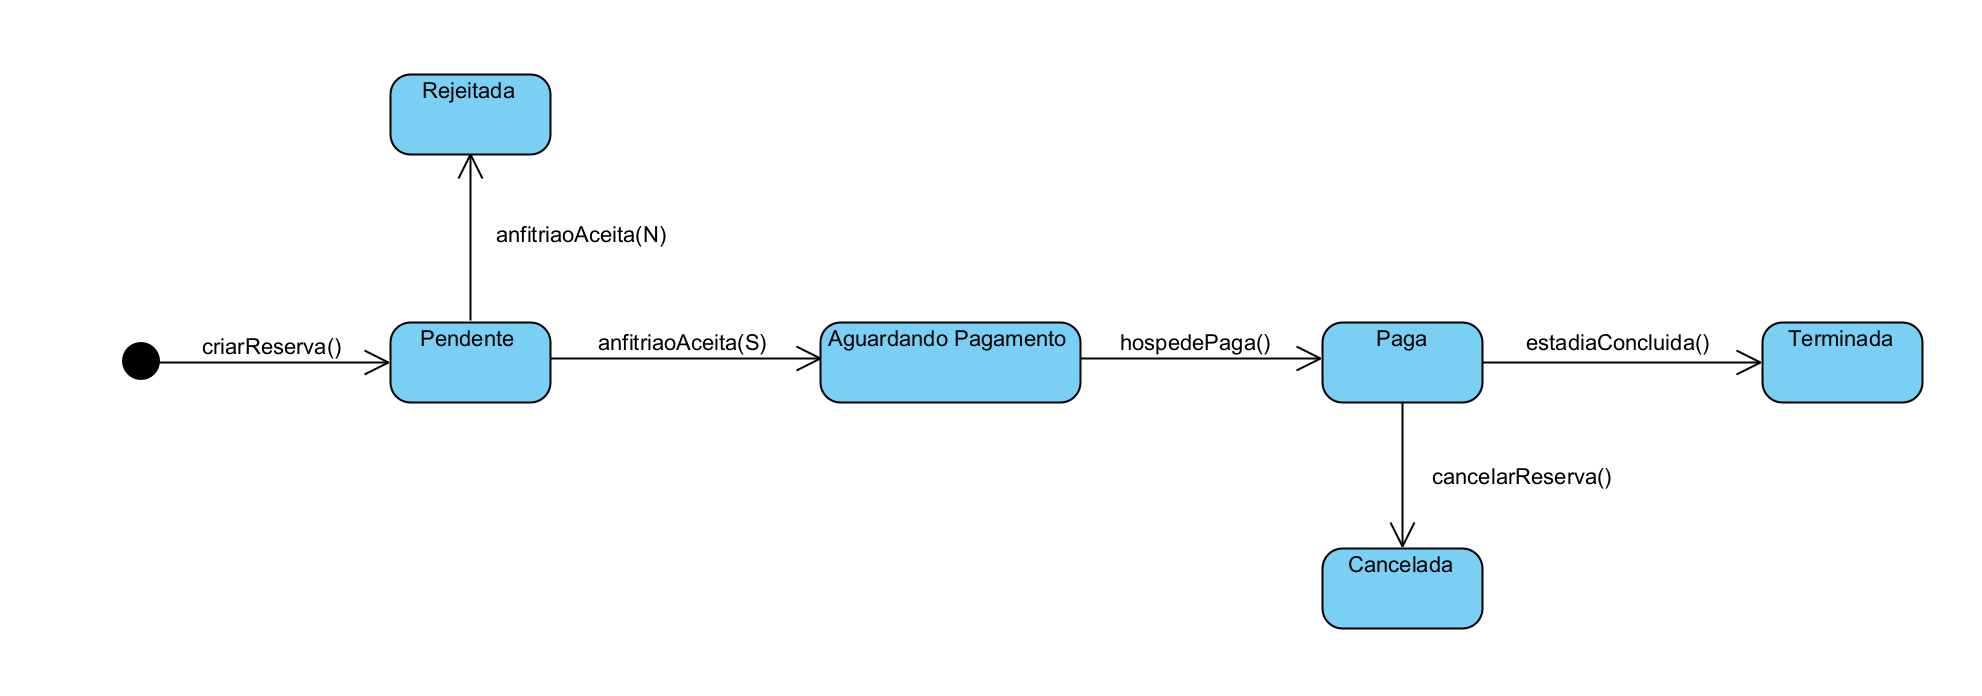 Rejeitada
anfitriaoAceita(N)
criarReserva()
Pendente
anfitriaoAceita(S)
Aguardando Pagamento
hospedePaga()
Paga
estadiaConcluida()
Terminada
cancelarReserva()
Cancelada